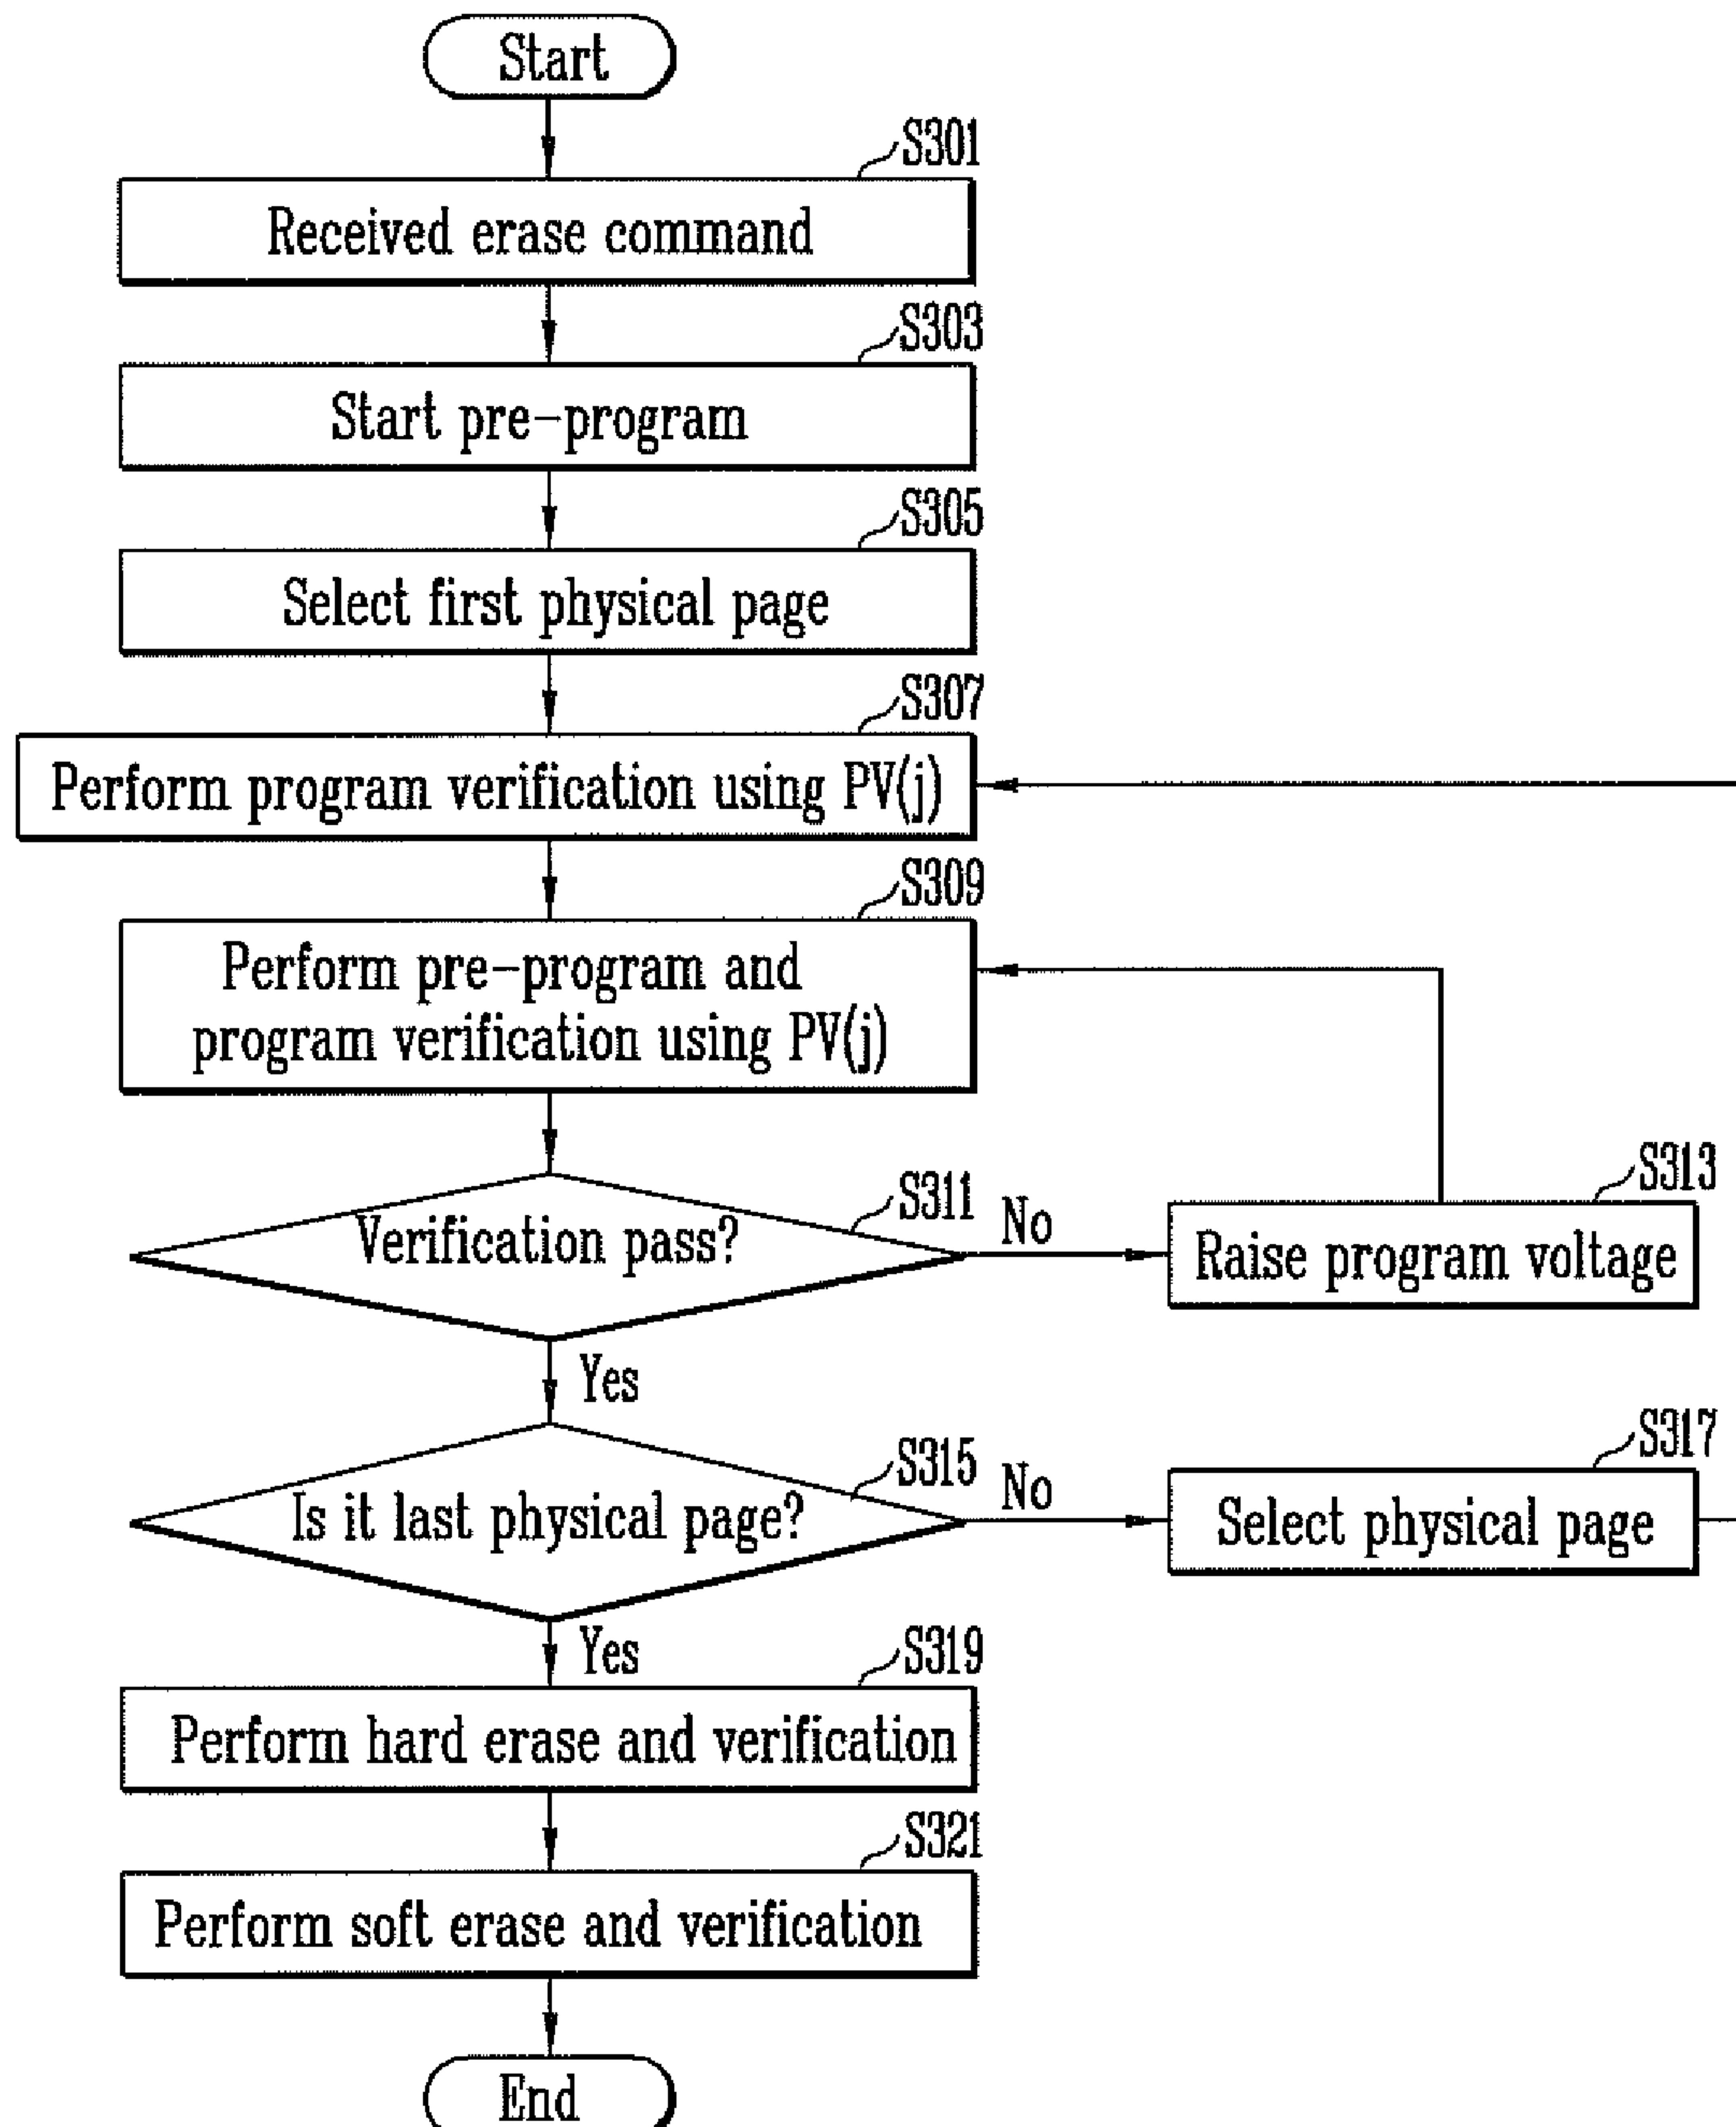 Start
S301
Received erase command
S303
Start pre-program
S305
Select first physical page
S307
Perform program verification using PV(j)
S309
Perform pre-program and
program verification using PV(j)
S311
Verification pass?
No
S313
Raise program voltage
Yes
S315
Is it last physical page?
No
S317
Select physical page
Yes
S319
Perform hard erase and verification
S321
Perform soft erase and verification
End